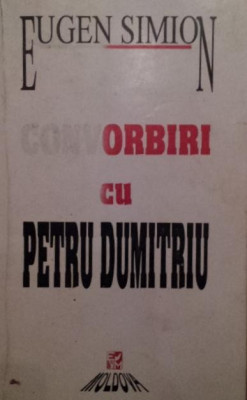 EUGEN SIMION
CONVORBIRI
cu
PETRU DUMITRIU
MOLDOVA